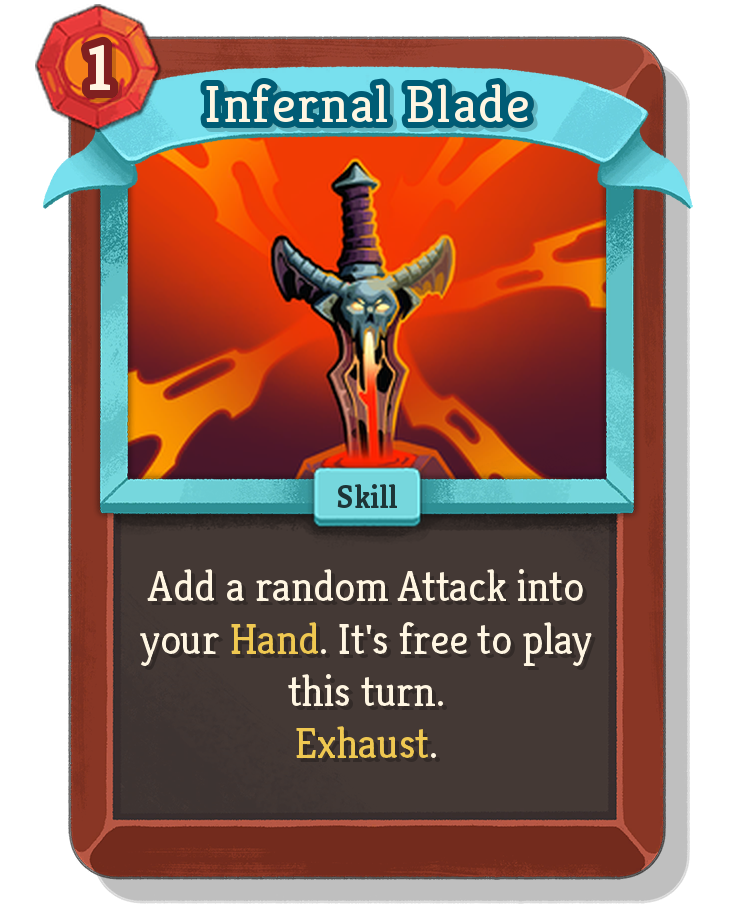 1
Infernal Blade
Skill
Add a random Attack into
your Hand. It's free to play
this turn.
Exhaust.